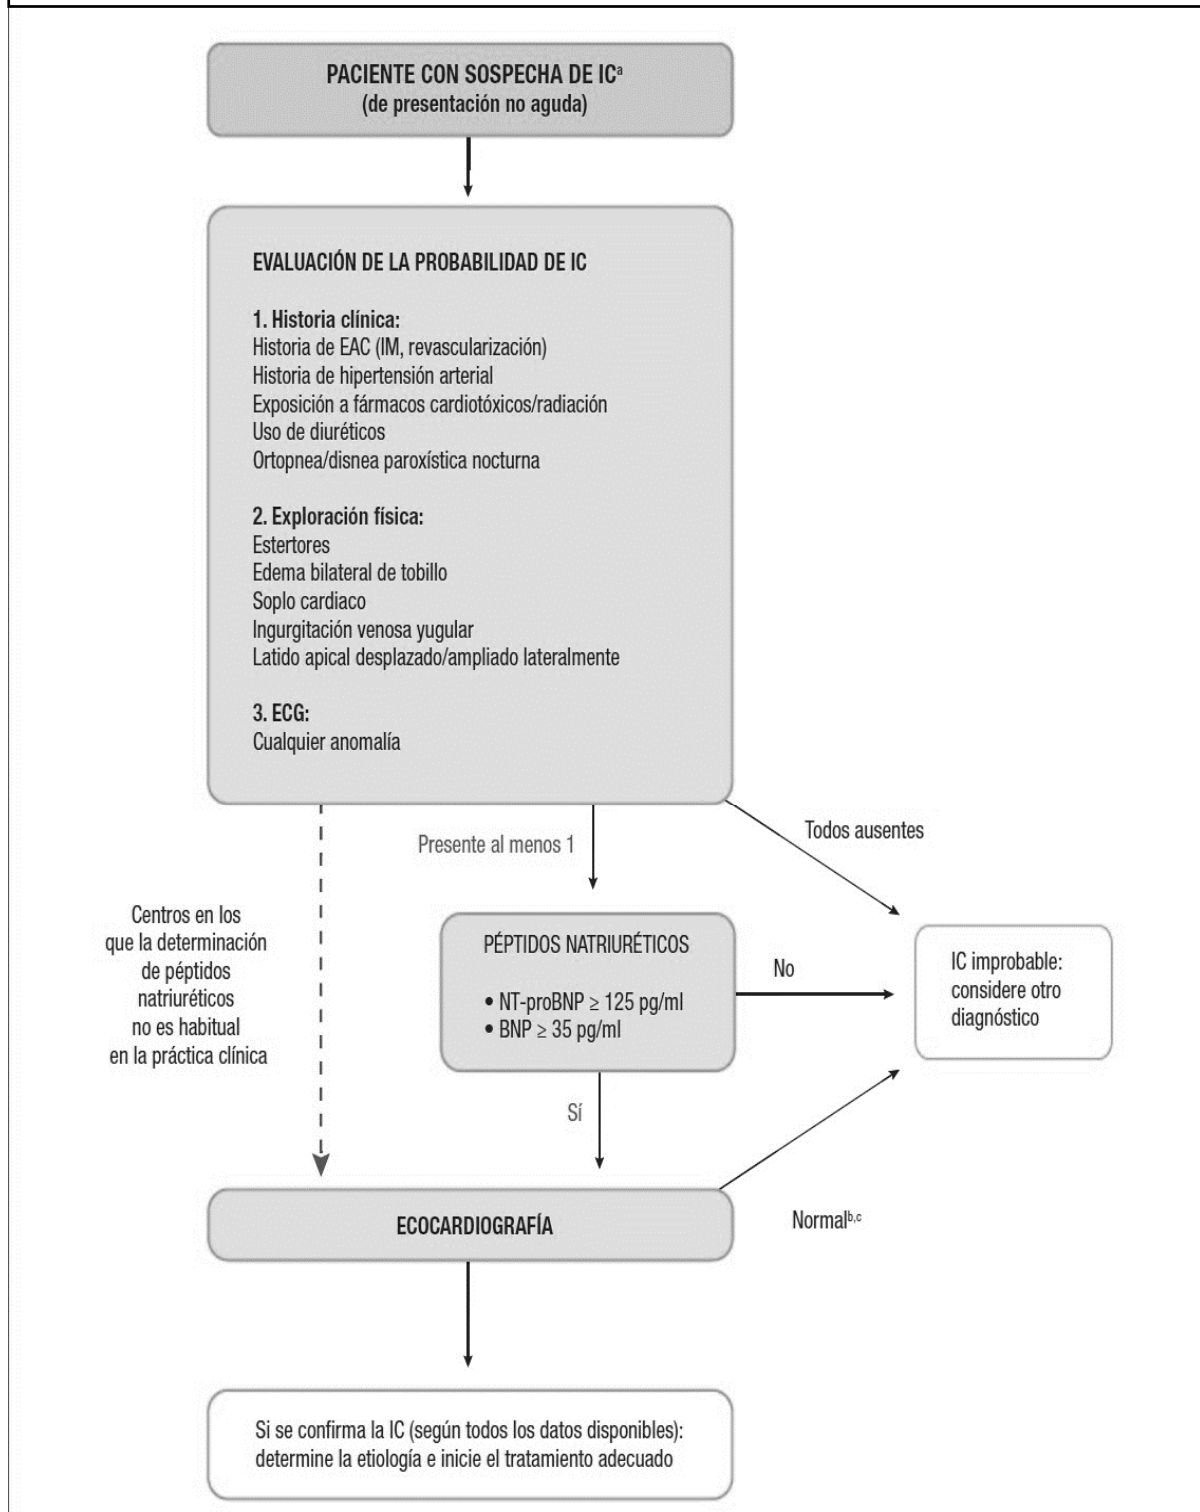 PACIENTE CON SOSPECHA DE ICª
(de presentación no aguda)
EVALUACIÓN DE LA PROBABILIDAD DE IC
1. Historia clínica:
Historia de EAC (IM, revascularización)
Historia de hipertensión arterial
Exposición a fármacos cardiotóxicos/radiación
Uso de diuréticos
Ortopnea/disnea paroxística nocturna
2. Exploración física:
Estertores
Edema bilateral de tobillo
Soplo cardiaco
Ingurgitación venosa yugular
Latido apical desplazado/ampliado lateralmente
3. ECG:
Cualquier anomalía
Presente al menos 1
Todos ausentes
Centros en los
que la determinación
de péptidos
natriuréticos
no es habitual
en la práctica clínica
PÉPTIDOS NATRIURÉTICOS
• NT-proBNP ≥ 125 pg/ml
• BNP ≥ 35 pg/ml
No
IC improbable:
considere otro
diagnóstico
Sí
ECOCARDIOGRAFÍA
Normalᵇ,ᶜ
Si se confirma la IC (según todos los datos disponibles):
determine la etiología e inicie el tratamiento adecuado